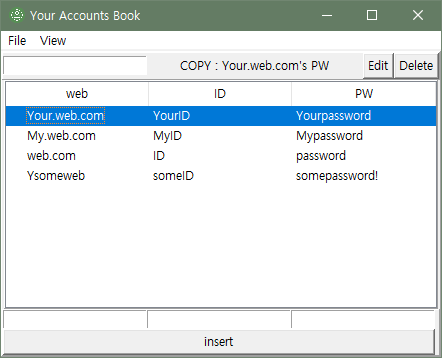 Your Accounts Book
File View
COPY : Your.web.com's PW Edit Delete
web ID PW
Your.web.com YourID Yourpassword
My.web.com MyID Mypassword
web.com ID password
Ysomeweb someID somepassword!
insert